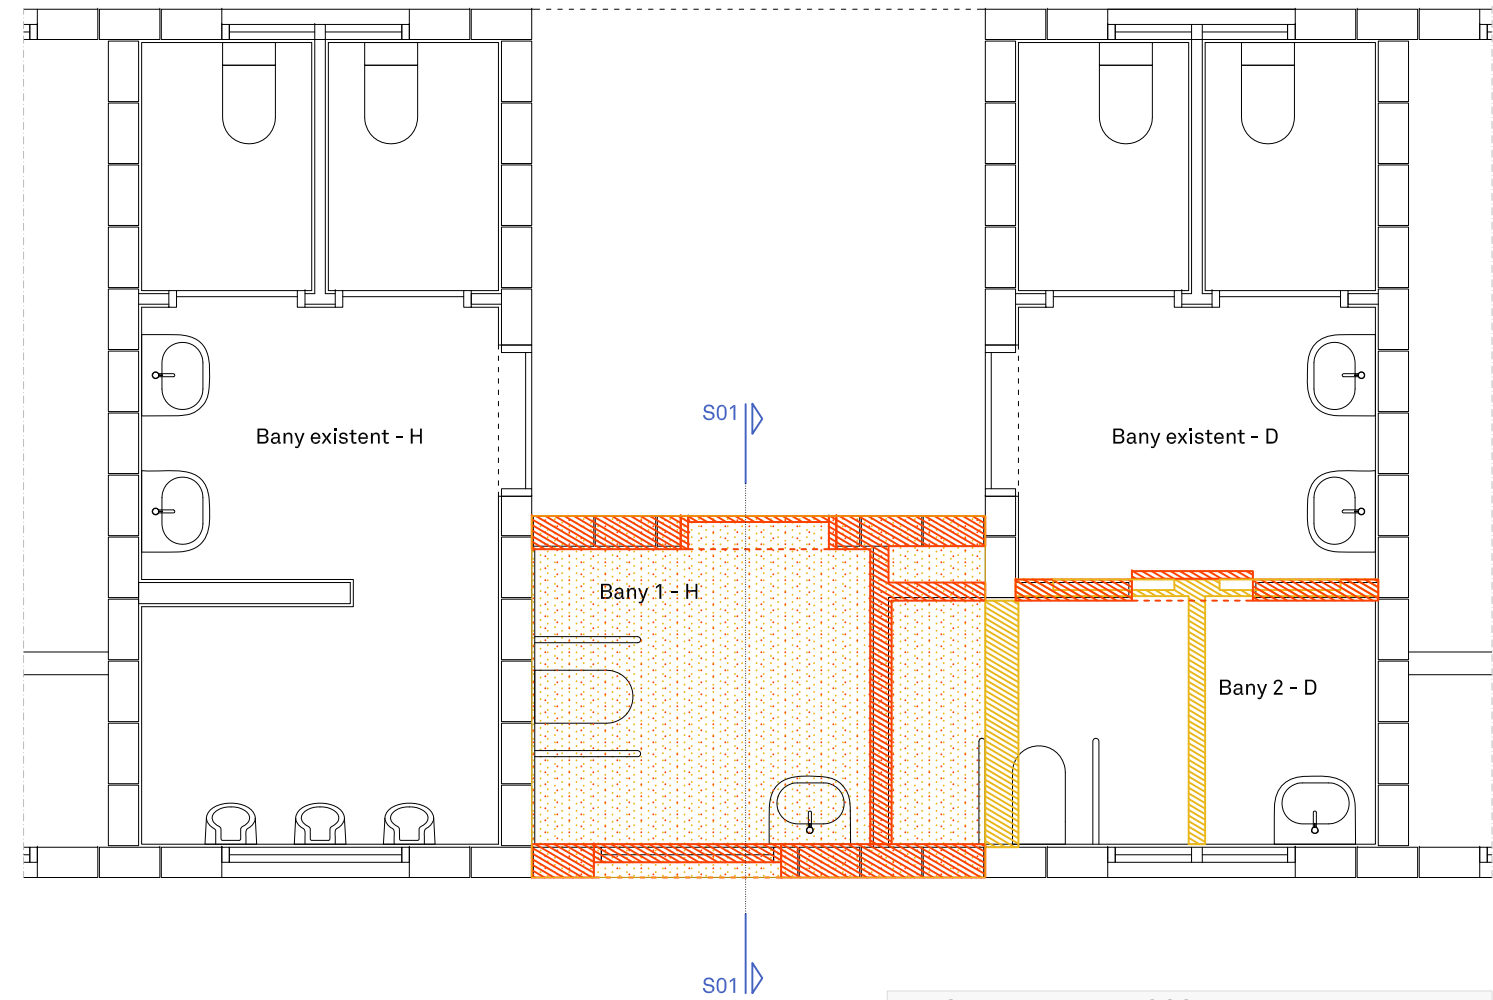 S01
Bany existent - H
Bany existent - D
Bany 1 - H
Bany 2 - D
S01